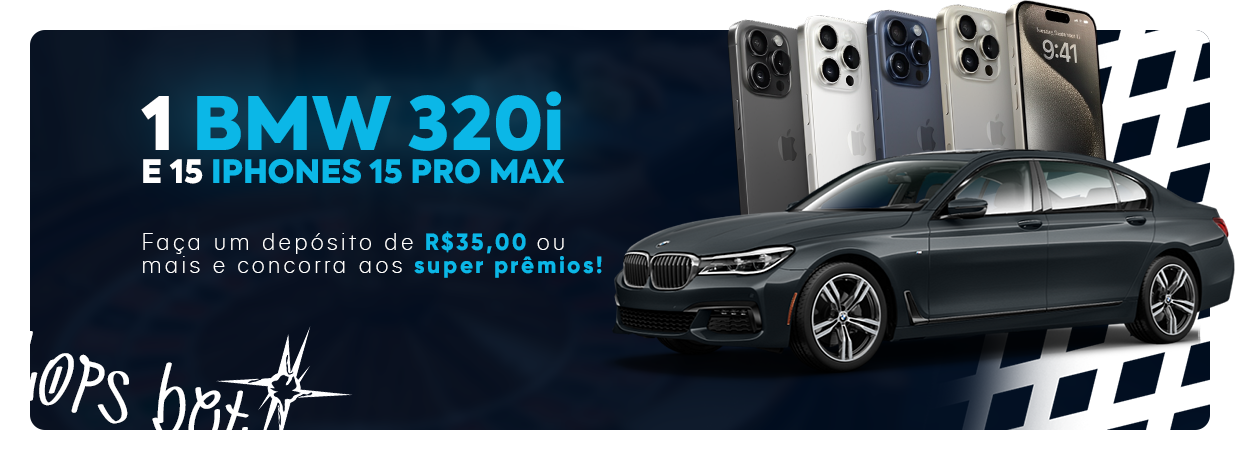 9:41
1 BMW 320i
E 15 IPHONES 15 PRO MAX
Faça um depósito de R$35,00 ou
mais e concorra aos super prêmios!
bet